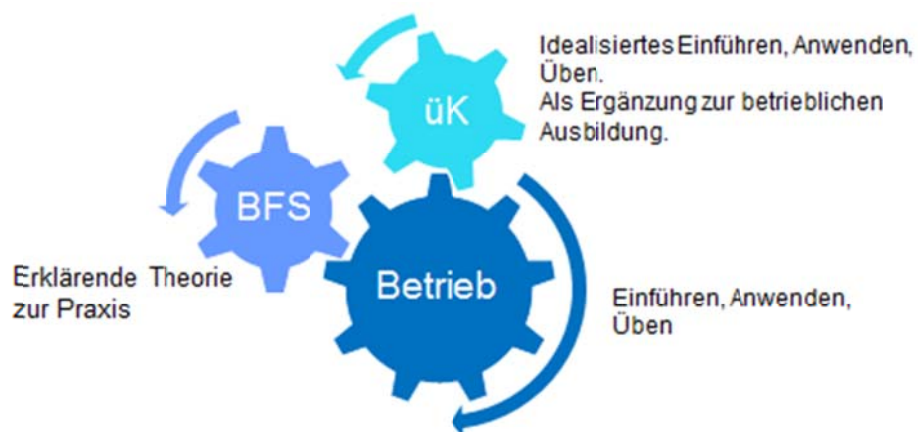 Idealisiertes Einführen, Anwenden,
Üben.
Als Ergänzung zur betrieblichen
Ausbildung.
üK
BFS
Erklärende Theorie
zur Praxis
Betrieb
Einführen, Anwenden,
Üben